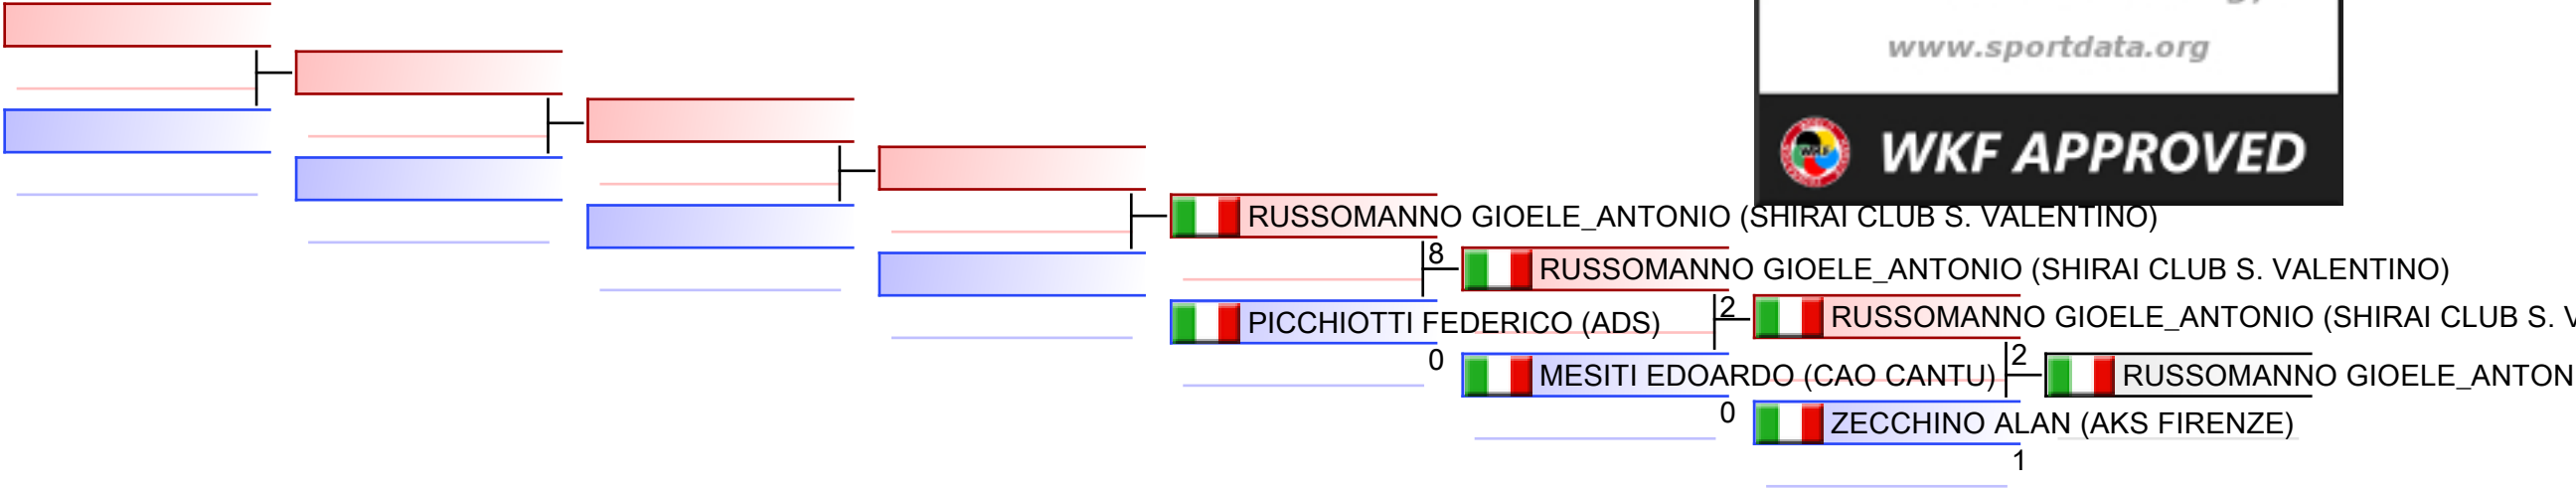 www.sportdata.org
WKF APPROVED
RUSSOMANNO GIOELE_ANTONIO (SHIRAI CLUB S. VALENTINO)
8
RUSSOMANNO GIOELE_ANTONIO (SHIRAI CLUB S. VALENTINO)
PICCHIOTTI FEDERICO (ADS)
2
RUSSOMANNO GIOELE_ANTONIO (SHIRAI CLUB S. V
0
MESITI EDOARDO (CAO CANTU)
2
RUSSOMANNO GIOELE_ANTON
0
ZECCHINO ALAN (AKS FIRENZE)
1